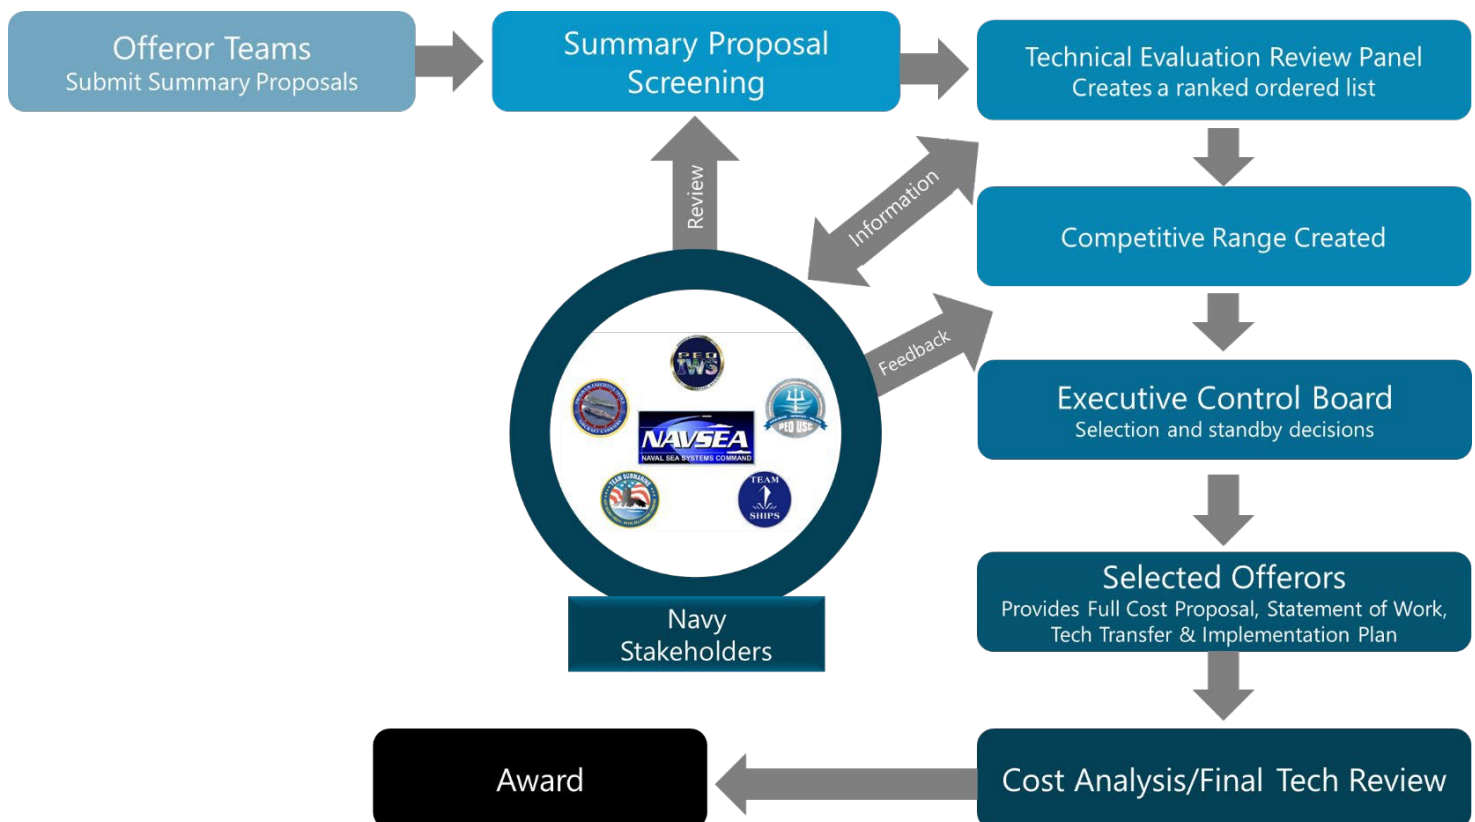 Offeror Teams
Submit Summary Proposals
Summary Proposal
Screening
Technical Evaluation Review Panel
Creates a ranked ordered list
Review
Information
Competitive Range Created
Feedback
Executive Control Board
Selection and standby decisions
PEO
IWS
PEO USC
NAVSEA
NAVAL SEA SYSTEMS COMMAND
TEAM SUBMARINE
TEAM
SHIPS
Selected Offerors
Provides Full Cost Proposal, Statement of Work,
Tech Transfer & Implementation Plan
Navy
Stakeholders
Award
Cost Analysis/Final Tech Review